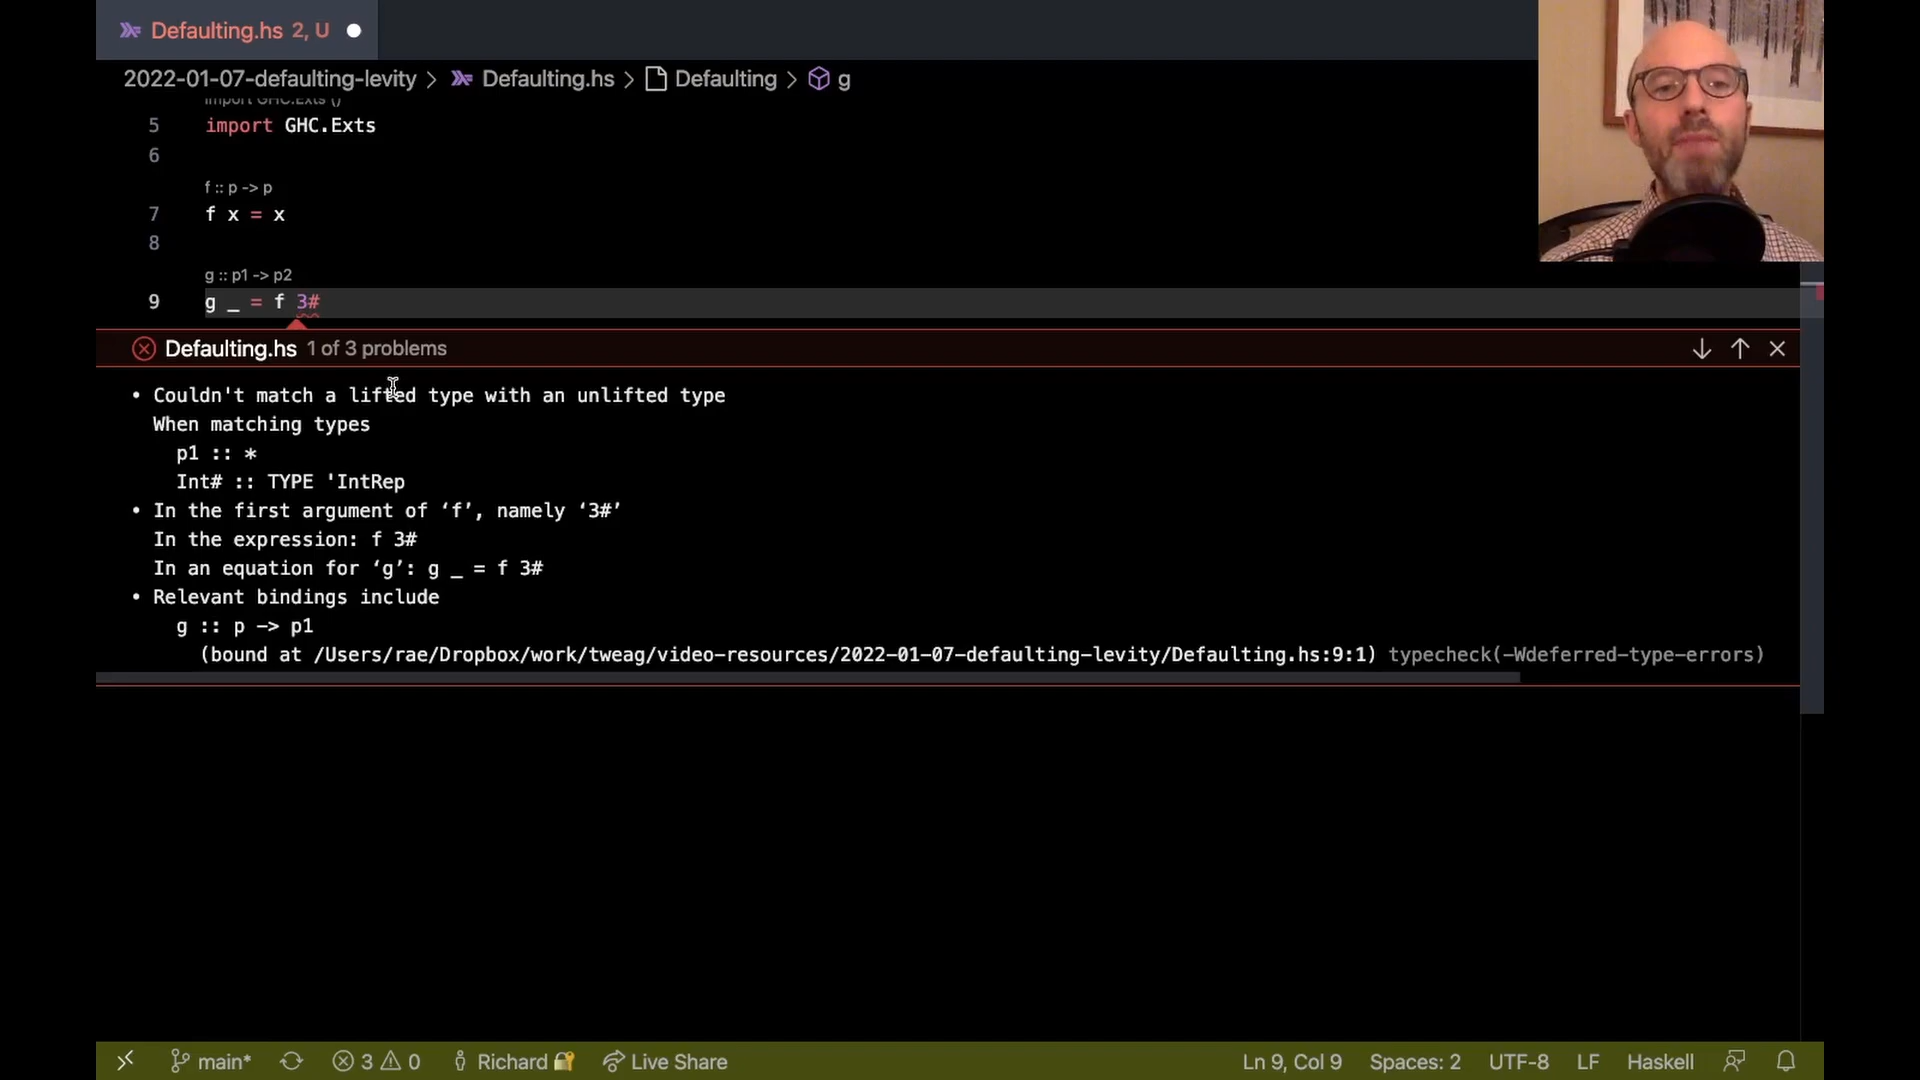 Defaulting.hs 2, U
2022-01-07-defaulting-levity > Defaulting.hs > Defaulting > g
import GHC.Exts ()
5 import GHC.Exts
6
f :: p -> p
7 f x = x
8
g :: p1 -> p2
9 g _ = f 3#
Defaulting.hs 1 of 3 problems
• Couldn't match a lifted type with an unlifted type
When matching types
p1 :: *
Int# :: TYPE 'IntRep
• In the first argument of ‘f’, namely ‘3#’
In the expression: f 3#
In an equation for ‘g’: g _ = f 3#
• Relevant bindings include
g :: p -> p1
(bound at /Users/rae/Dropbox/work/tweag/video-resources/2022-01-07-defaulting-levity/Defaulting.hs:9:1) typecheck(-Wdeferred-type-errors)
main* 3 0 Richard Live Share Ln 9, Col 9 Spaces: 2 UTF-8 LF Haskell